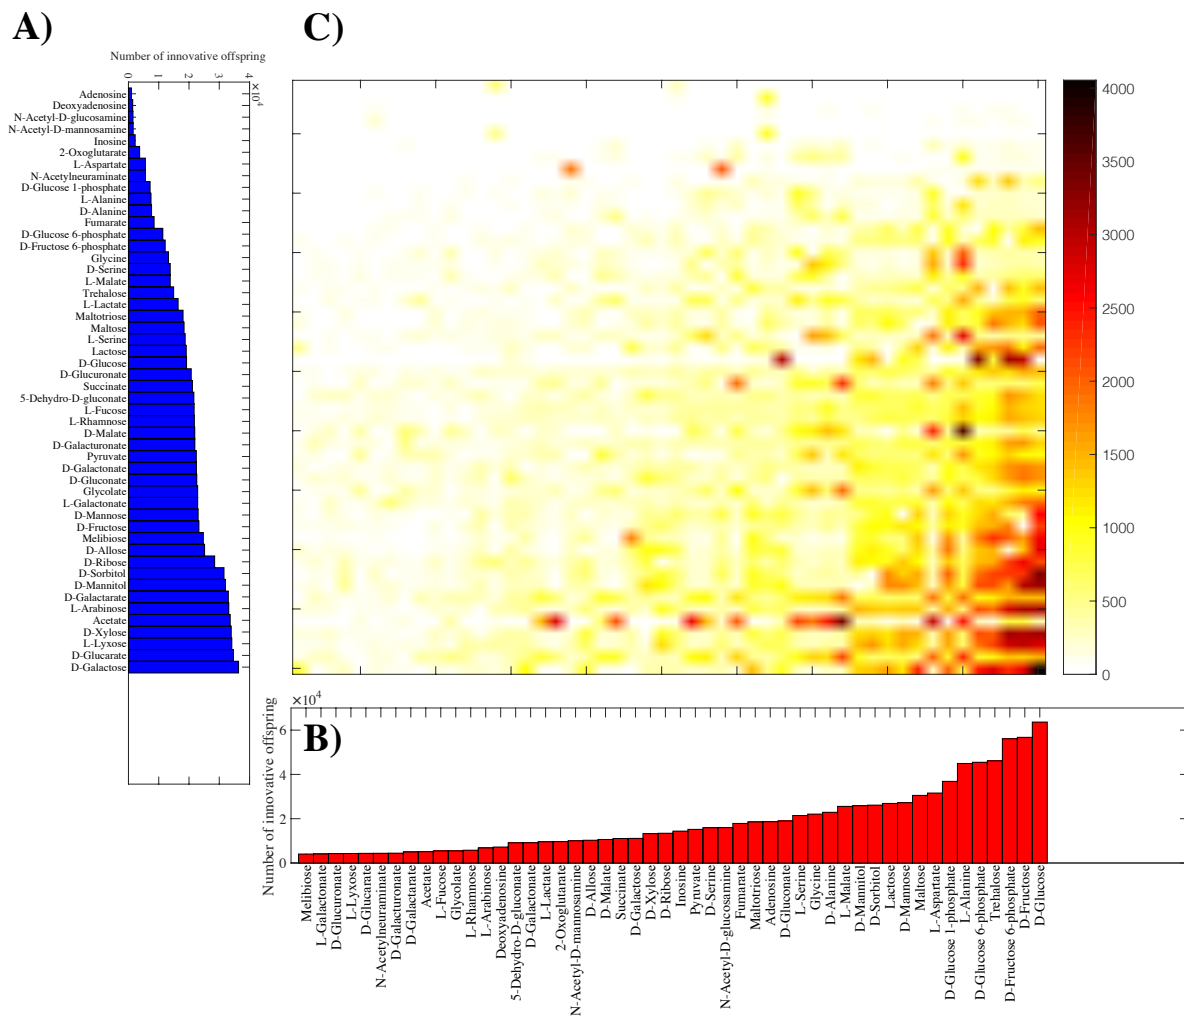 A)
C)
Number of innovative offspring
0 1 2 3 4
×10⁴
Adenosine
Deoxyadenosine
N-Acetyl-D-glucosamine
N-Acetyl-D-mannosamine
Inosine
2-Oxoglutarate
L-Aspartate
N-Acetylneuraminate
D-Glucose 1-phosphate
L-Alanine
D-Alanine
Fumarate
D-Glucose 6-phosphate
D-Fructose 6-phosphate
Glycine
D-Serine
L-Malate
Trehalose
L-Lactate
Maltotriose
Maltose
L-Serine
Lactose
D-Glucose
D-Glucuronate
Succinate
5-Dehydro-D-gluconate
L-Fucose
L-Rhamnose
D-Malate
D-Galacturonate
Pyruvate
D-Galactonate
D-Gluconate
Glycolate
L-Galactonate
D-Mannose
D-Fructose
Melibiose
D-Allose
D-Ribose
D-Sorbitol
D-Mannitol
D-Galactarate
L-Arabinose
Acetate
D-Xylose
L-Lyxose
D-Glucarate
D-Galactose
4000
3500
3000
2500
2000
1500
1000
500
0
B)
×10⁴
Number of innovative offspring
6
4
2
0
Melibiose
L-Galactonate
D-Glucuronate
L-Lyxose
D-Glucarate
N-Acetylneuraminate
D-Galacturonate
D-Galactarate
Acetate
L-Fucose
Glycolate
L-Rhamnose
L-Arabinose
Deoxyadenosine
5-Dehydro-D-gluconate
D-Galactonate
L-Lactate
2-Oxoglutarate
N-Acetyl-D-mannosamine
D-Allose
D-Malate
Succinate
D-Galactose
D-Xylose
D-Ribose
Inosine
Pyruvate
D-Serine
N-Acetyl-D-glucosamine
Fumarate
Maltotriose
Adenosine
D-Gluconate
L-Serine
Glycine
D-Alanine
L-Malate
D-Mannitol
D-Sorbitol
Lactose
D-Mannose
Maltose
L-Aspartate
D-Glucose 1-phosphate
L-Alanine
D-Glucose 6-phosphate
Trehalose
D-Fructose 6-phosphate
D-Fructose
D-Glucose